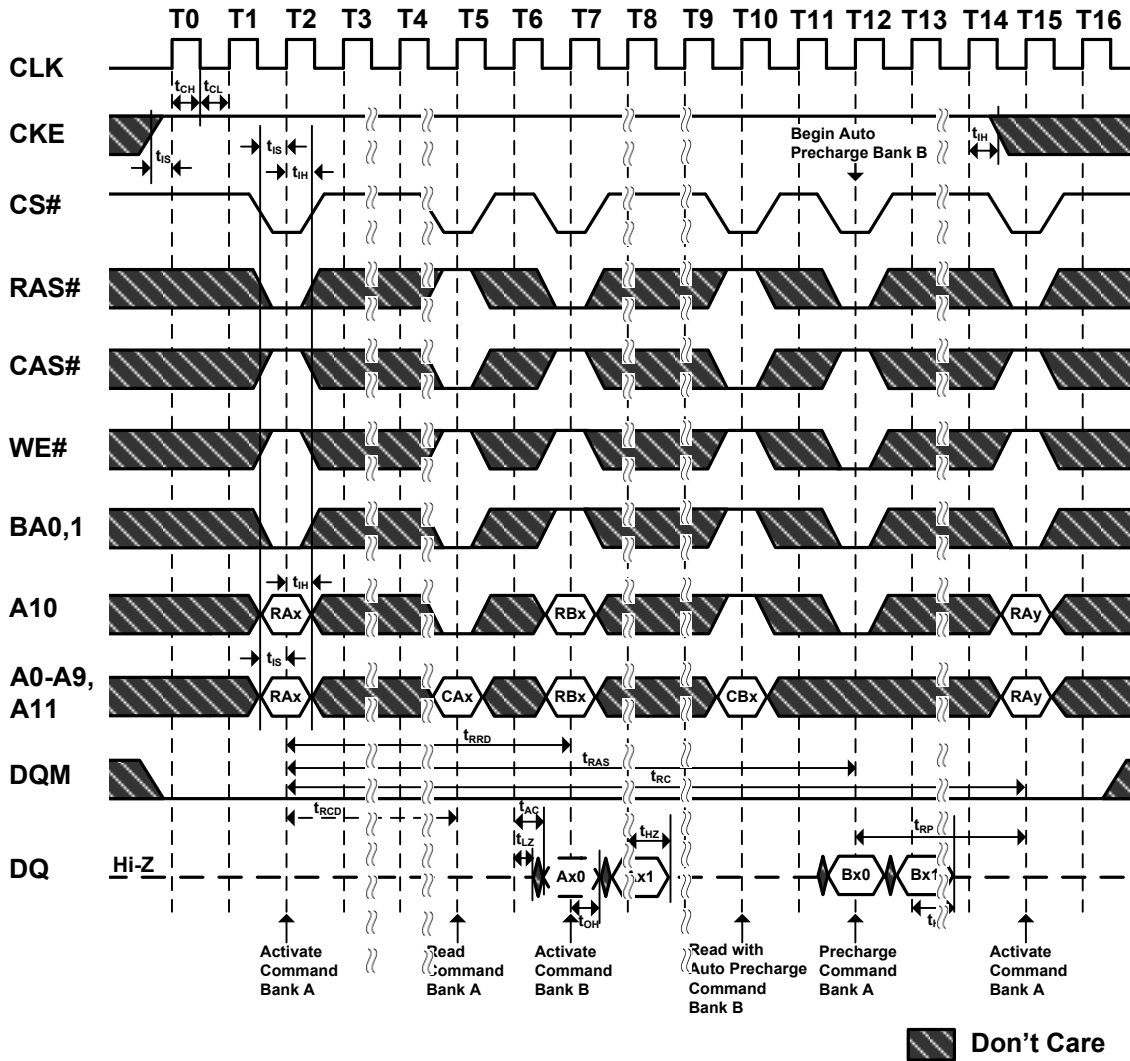 T0 T1 T2 T3 T4 T5 T6 T7 T8 T9 T10 T11 T12 T13 T14 T15 T16
CLK
tCH tCL
CKE
tIS
tIS
tIH
Begin Auto
Precharge Bank B
tIH
CS#
RAS#
CAS#
WE#
BA0,1
tIH
A10
RAx RBx RAy
tIS
A0-A9,
A11
RAx CAx RBx CBx RAy
tRRD
tRAS
DQM
tRC
tRCD
tAC
tHZ
tRP
tLZ
DQ
Hi-Z
Ax0 Bx0
tOH
Activate
Command
Bank A
Command
Bank A
Activate
Command
Bank B
Read with
Auto Precharge
Command
Bank B
Precharge
Command
Bank A
Activate
Command
Bank A
Don't Care